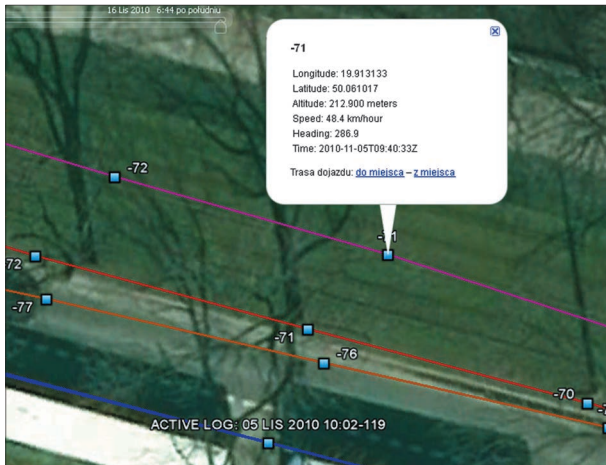 16 Lis 2010 6:44 po południu
-71
Longitude: 19.913133
Latitude: 50.061017
Altitude: 212.900 meters
Speed: 48.4 km/hour
Heading: 286.9
Time: 2010-11-05T09:40:33Z
Trasa dojazdu: do miejsca – z miejsca
-72
72
-77
-71
-76
-70
ACTIVE LOG: 05 LIS 2010 10:02-119